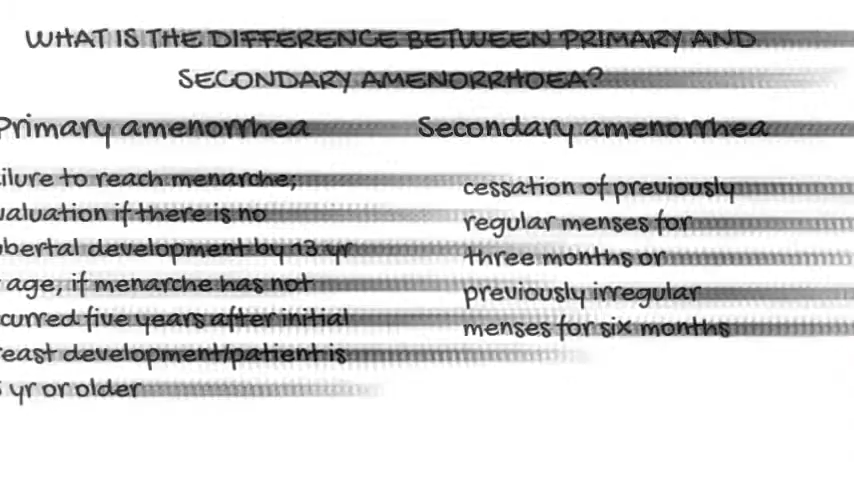 WHAT IS THE DIFFERENCE BETWEEN PRIMARY AND
SECONDARY AMENORRHOEA?
Primary amenorrhea
ilure to reach menarche;
valuation if there is no
bertal development by 13 yr
age, if menarche has not
curred five years after initial
reast development/patient is
yr or older
Secondary amenorrhea
cessation of previously
regular menses for
three months or
previously irregular
menses for six months